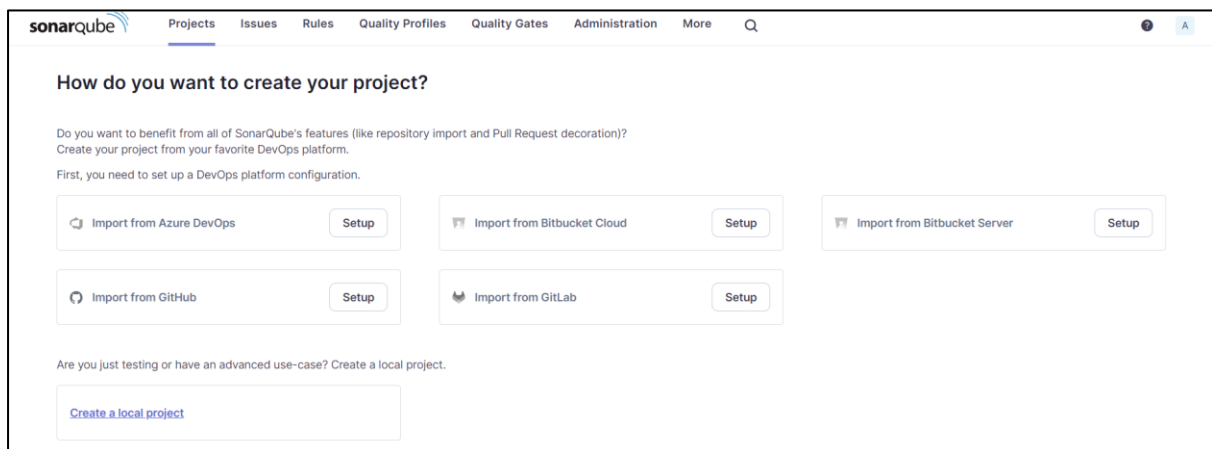 sonarqube Projects Issues Rules Quality Profiles Quality Gates Administration More ? A
How do you want to create your project?
Do you want to benefit from all of SonarQube's features (like repository import and Pull Request decoration)?
Create your project from your favorite DevOps platform.
First, you need to set up a DevOps platform configuration.
Import from Azure DevOps Setup Import from Bitbucket Cloud Setup Import from Bitbucket Server Setup
Import from GitHub Setup Import from GitLab Setup
Are you just testing or have an advanced use-case? Create a local project.
Create a local project